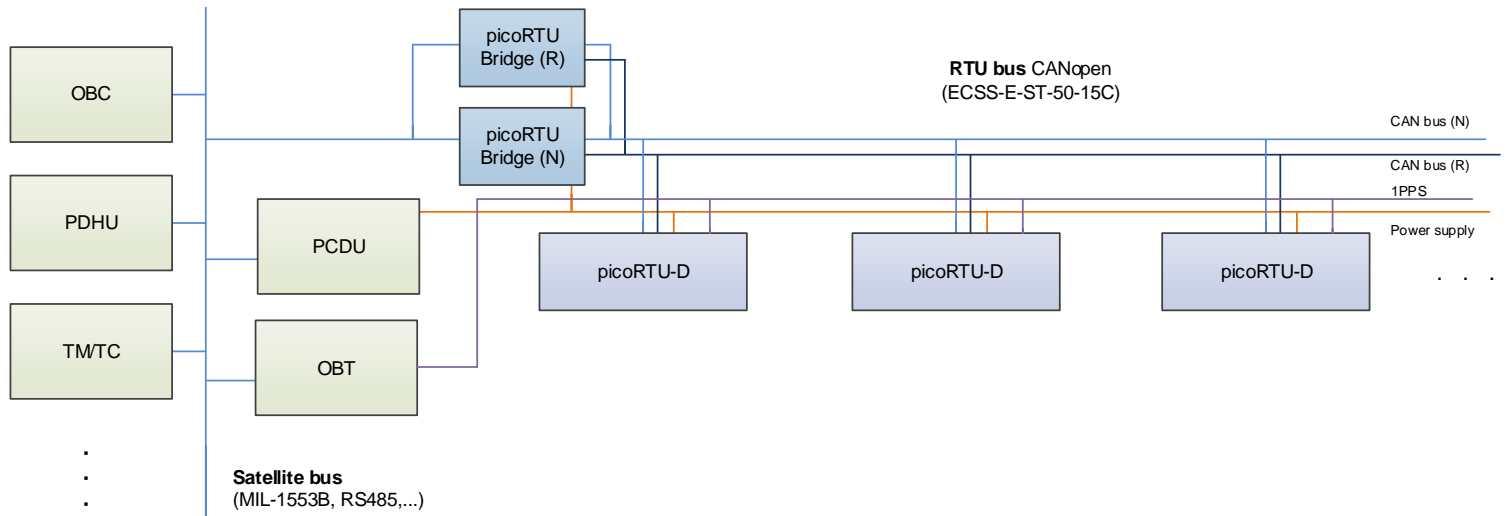 picoRTU
Bridge (R)
OBC
RTU bus CANopen
(ECSS-E-ST-50-15C)
picoRTU
Bridge (N)
CAN bus (N)
CAN bus (R)
1PPS
PDHU
PCDU
Power supply
picoRTU-D
picoRTU-D
picoRTU-D
. . .
TM/TC
OBT
.
.
.
Satellite bus
(MIL-1553B, RS485,...)